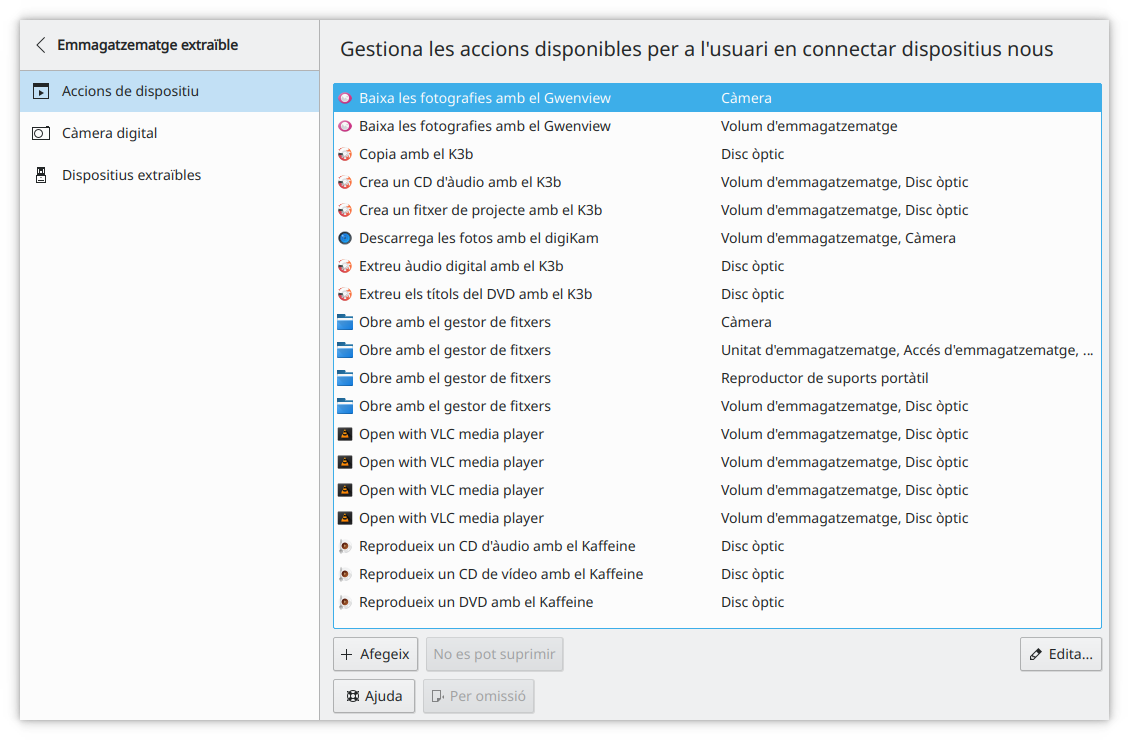 Emmagatzematge extraïble
Accions de dispositiu
Càmera digital
Dispositius extraïbles
Gestiona les accions disponibles per a l'usuari en connectar dispositius nous
Baixa les fotografies amb el Gwenview Càmera
Baixa les fotografies amb el Gwenview Volum d'emmagatzematge
Copia amb el K3b Disc òptic
Crea un CD d'àudio amb el K3b Volum d'emmagatzematge, Disc òptic
Crea un fitxer de projecte amb el K3b Volum d'emmagatzematge, Disc òptic
Descarrega les fotos amb el digiKam Volum d'emmagatzematge, Càmera
Extreu àudio digital amb el K3b Disc òptic
Extreu els títols del DVD amb el K3b Disc òptic
Obre amb el gestor de fitxers Càmera
Obre amb el gestor de fitxers Unitat d'emmagatzematge, Accés d'emmagatzematge, ...
Obre amb el gestor de fitxers Reproductor de suports portàtil
Obre amb el gestor de fitxers Volum d'emmagatzematge, Disc òptic
Open with VLC media player Volum d'emmagatzematge, Disc òptic
Open with VLC media player Volum d'emmagatzematge, Disc òptic
Open with VLC media player Volum d'emmagatzematge, Disc òptic
Open with VLC media player Volum d'emmagatzematge, Disc òptic
Reprodueix un CD d'àudio amb el Kaffeine Disc òptic
Reprodueix un CD de vídeo amb el Kaffeine Disc òptic
Reprodueix un DVD amb el Kaffeine Disc òptic
Afegeix No es pot suprimir Edita...
Ajuda Per omissió